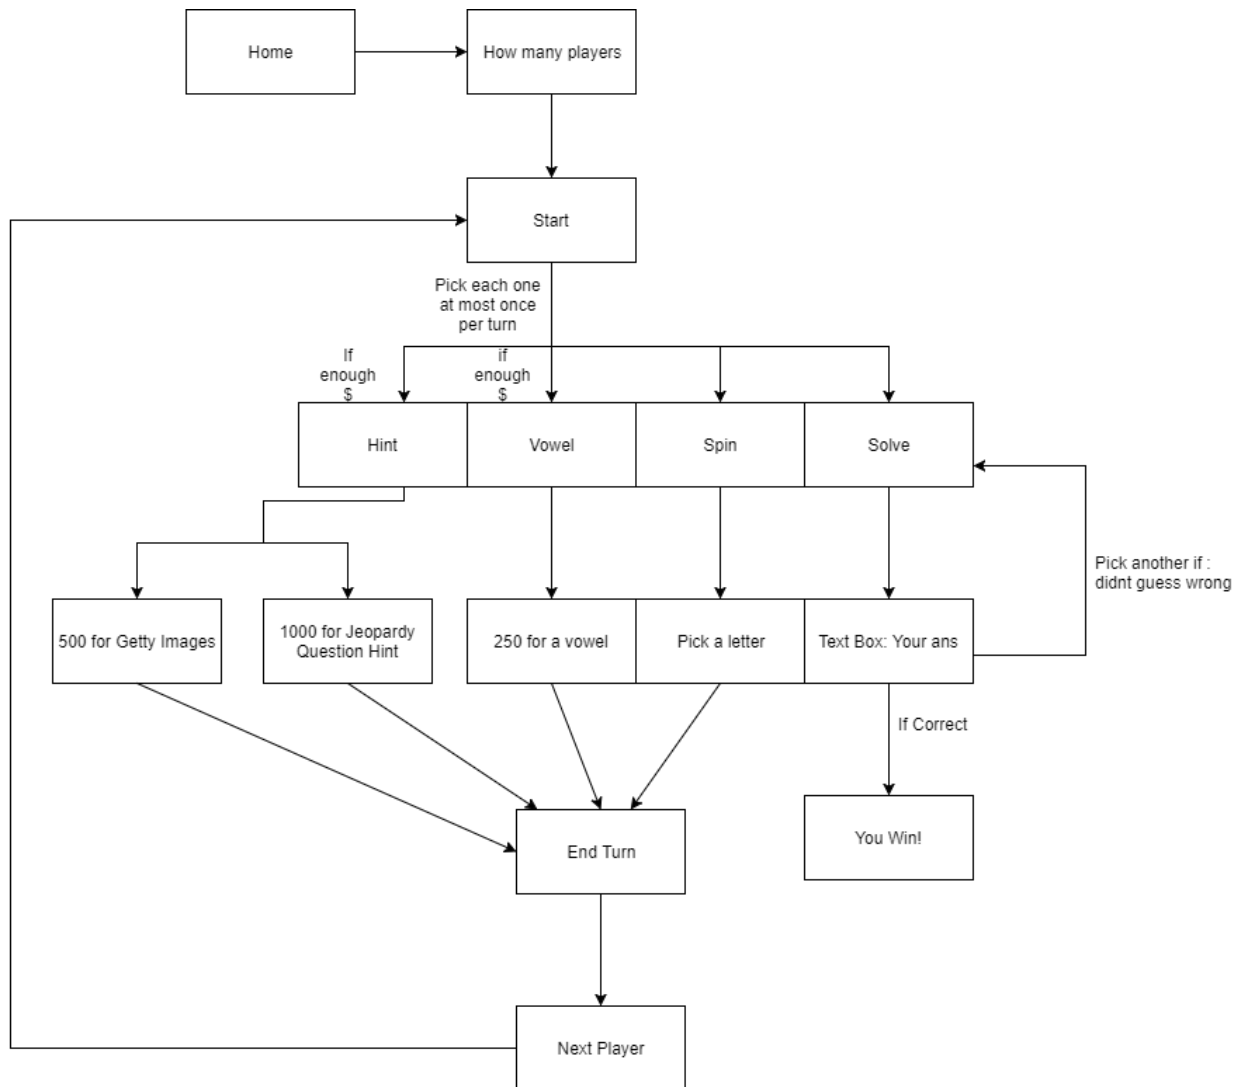 Home
How many players
Start
Pick each one
at most once
per turn
If
enough
$
if
enough
$
Hint
Vowel
Spin
Solve
Pick another if :
didnt guess wrong
500 for Getty Images
1000 for Jeopardy
Question Hint
250 for a vowel
Pick a letter
Text Box: Your ans
If Correct
End Turn
You Win!
Next Player